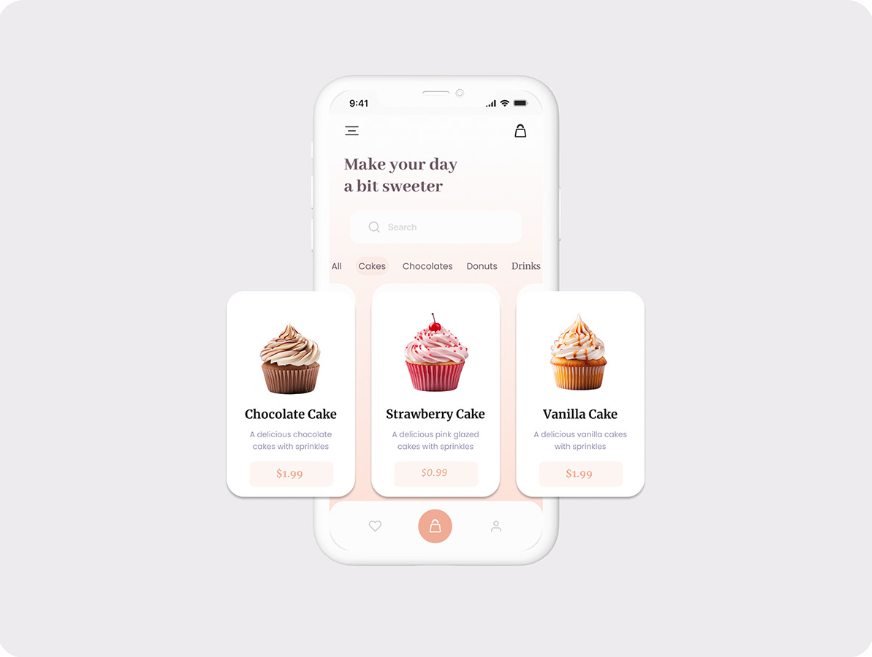 9:41
Make your day
a bit sweeter
Search
All Cakes Chocolates Donuts Drinks
Chocolate Cake
A delicious chocolate
cakes with sprinkles
$1.99
Strawberry Cake
A delicious pink glazed
cakes with sprinkles
$0.99
Vanilla Cake
A delicious vanilla cakes
with sprinkles
$1.99